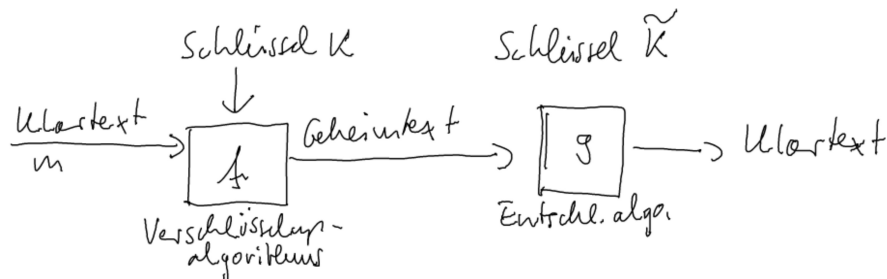 Schlüssel K
Schlüssel K̃
Klartext
m
f
Geheimtext
g
Klartext
Verschlüsselungs-
algorithmus
Entschl. algo.